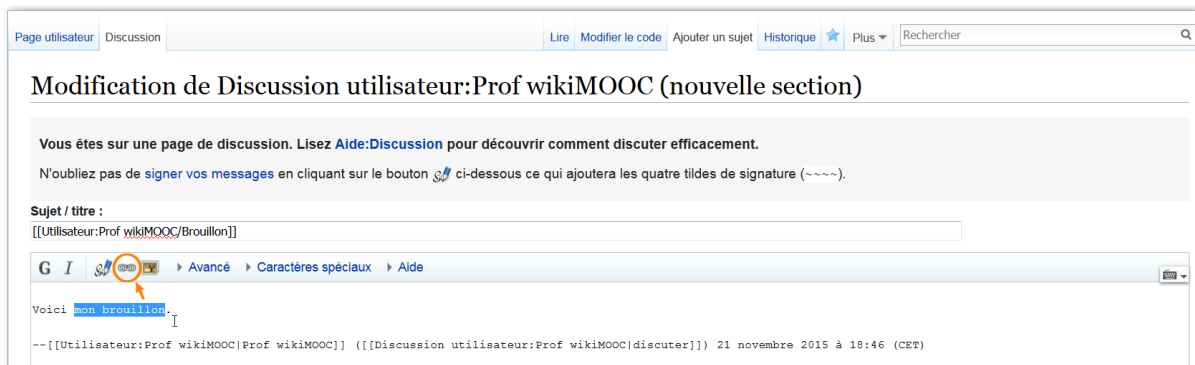 Page utilisateur Discussion Lire Modifier le code Ajouter un sujet Historique Plus Rechercher
Modification de Discussion utilisateur:Prof wikiMOOC (nouvelle section)
Vous êtes sur une page de discussion. Lisez Aide:Discussion pour découvrir comment discuter efficacement.
N'oubliez pas de signer vos messages en cliquant sur le bouton ci-dessous ce qui ajoutera les quatre tildes de signature (~~~~).
Sujet / titre :
[[Utilisateur:Prof wikiMOOC/Brouillon]]
G I Avancé Caractères spéciaux Aide
Voici mon brouillon.
--[[Utilisateur:Prof wikiMOOC|Prof wikiMOOC]] ([[Discussion utilisateur:Prof wikiMOOC|discuter]]) 21 novembre 2015 à 18:46 (CET)